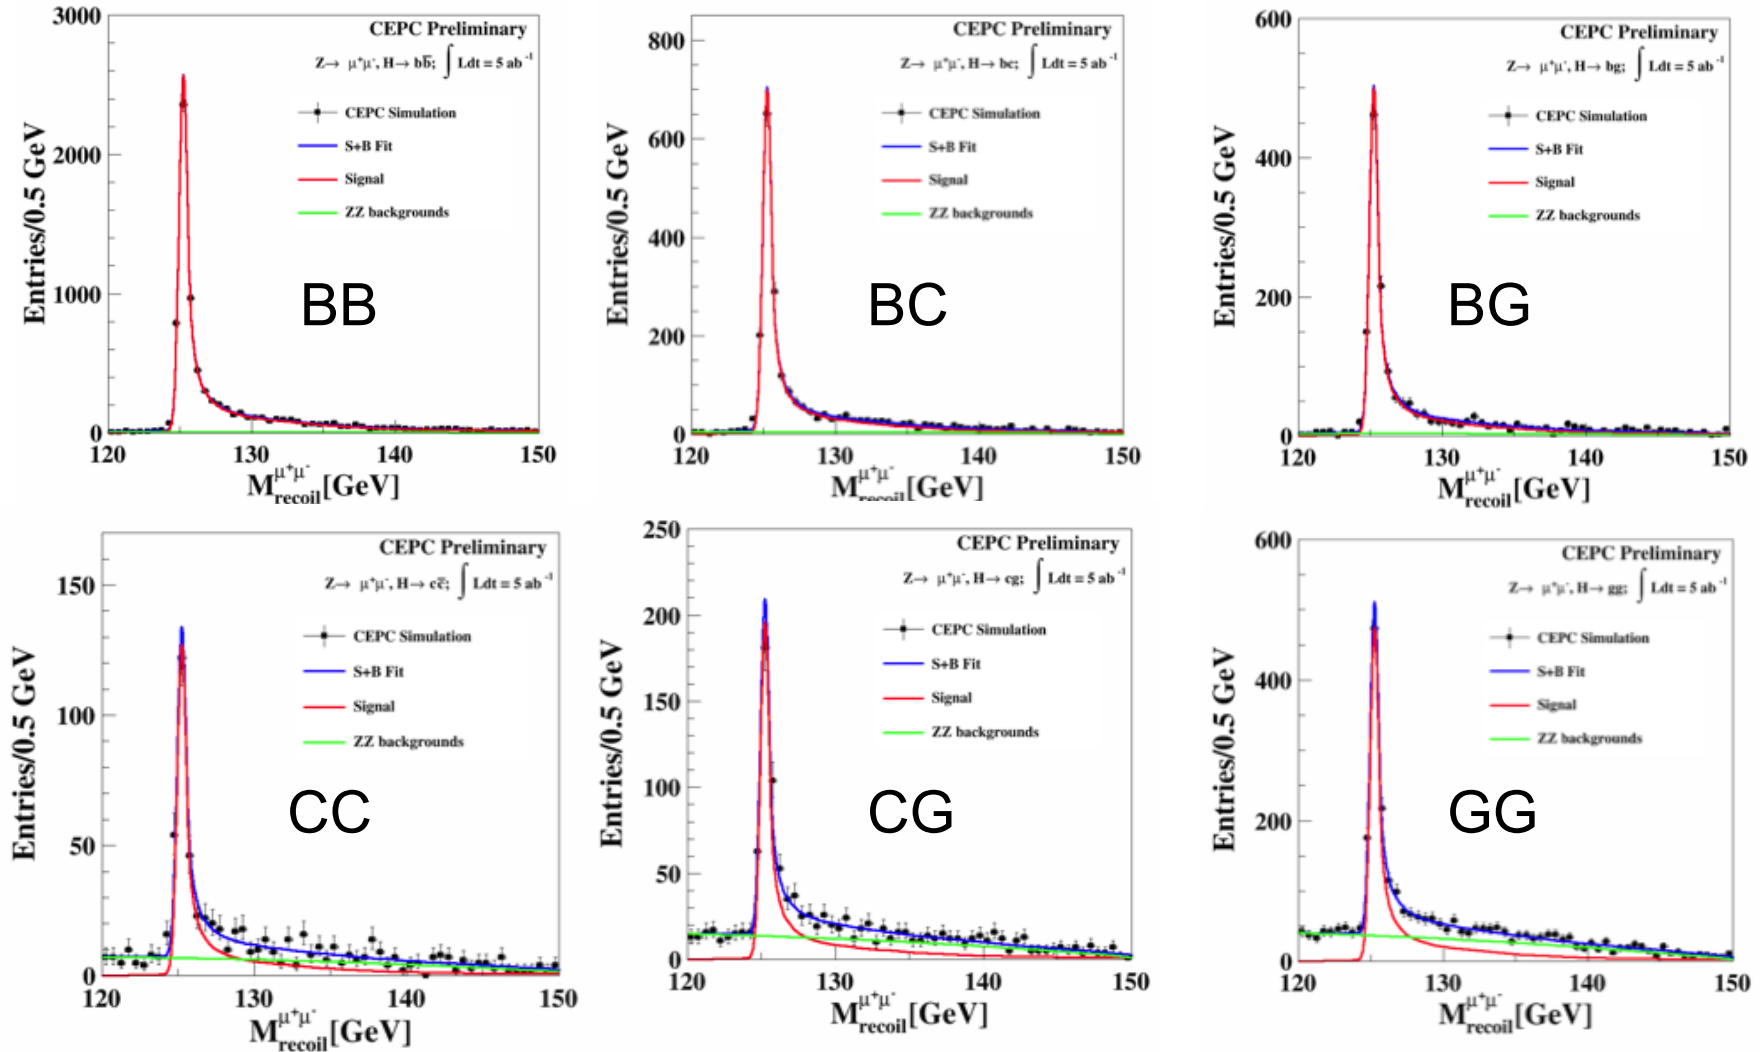 3000
2000
1000
0
120
130
140
150
Entries/0.5 GeV
CEPC Preliminary
Z→ μ⁺μ⁻, H→ bb̅; ∫ Ldt = 5 ab⁻¹
CEPC Simulation
S+B Fit
Signal
ZZ backgrounds
BB
M_recoil^μ⁺μ⁻ [GeV]
800
600
400
200
0
120
130
140
150
Entries/0.5 GeV
CEPC Preliminary
Z→ μ⁺μ⁻, H→ bc; ∫ Ldt = 5 ab⁻¹
CEPC Simulation
S+B Fit
Signal
ZZ backgrounds
BC
M_recoil^μ⁺μ⁻ [GeV]
600
400
200
0
120
130
140
150
Entries/0.5 GeV
CEPC Preliminary
Z→ μ⁺μ⁻, H→ bg; ∫ Ldt = 5 ab⁻¹
CEPC Simulation
S+B Fit
Signal
ZZ backgrounds
BG
M_recoil^μ⁺μ⁻ [GeV]
150
100
50
0
120
130
140
150
Entries/0.5 GeV
CEPC Preliminary
Z→ μ⁺μ⁻, H→ cc̅; ∫ Ldt = 5 ab⁻¹
CEPC Simulation
S+B Fit
Signal
ZZ backgrounds
CC
M_recoil^μ⁺μ⁻ [GeV]
250
200
150
100
50
0
120
130
140
150
Entries/0.5 GeV
CEPC Preliminary
Z→ μ⁺μ⁻, H→ cg; ∫ Ldt = 5 ab⁻¹
CEPC Simulation
S+B Fit
Signal
ZZ backgrounds
CG
M_recoil^μ⁺μ⁻ [GeV]
600
400
200
0
120
130
140
150
Entries/0.5 GeV
CEPC Preliminary
Z→ μ⁺μ⁻, H→ gg; ∫ Ldt = 5 ab⁻¹
CEPC Simulation
S+B Fit
Signal
ZZ backgrounds
GG
M_recoil^μ⁺μ⁻ [GeV]